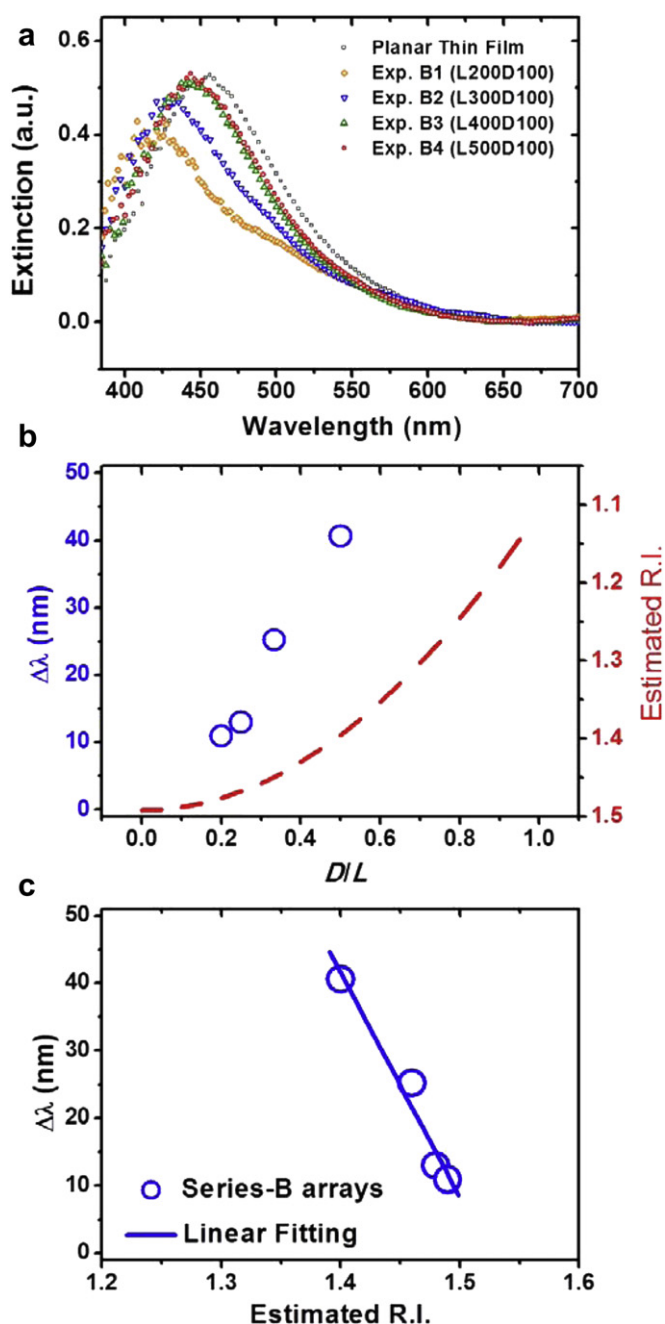 a
Extinction (a.u.)
0.6
0.4
0.2
0.0
Planar Thin Film
Exp. B1 (L200D100)
Exp. B2 (L300D100)
Exp. B3 (L400D100)
Exp. B4 (L500D100)
400 450 500 550 600 650 700
Wavelength (nm)
b
Δλ (nm)
50
40
30
20
10
0
1.1
1.2
1.3
1.4
1.5
Estimated R.I.
0.0 0.2 0.4 0.6 0.8 1.0
D/L
c
Δλ (nm)
50
40
30
20
10
0
Series-B arrays
Linear Fitting
1.2 1.3 1.4 1.5 1.6
Estimated R.I.